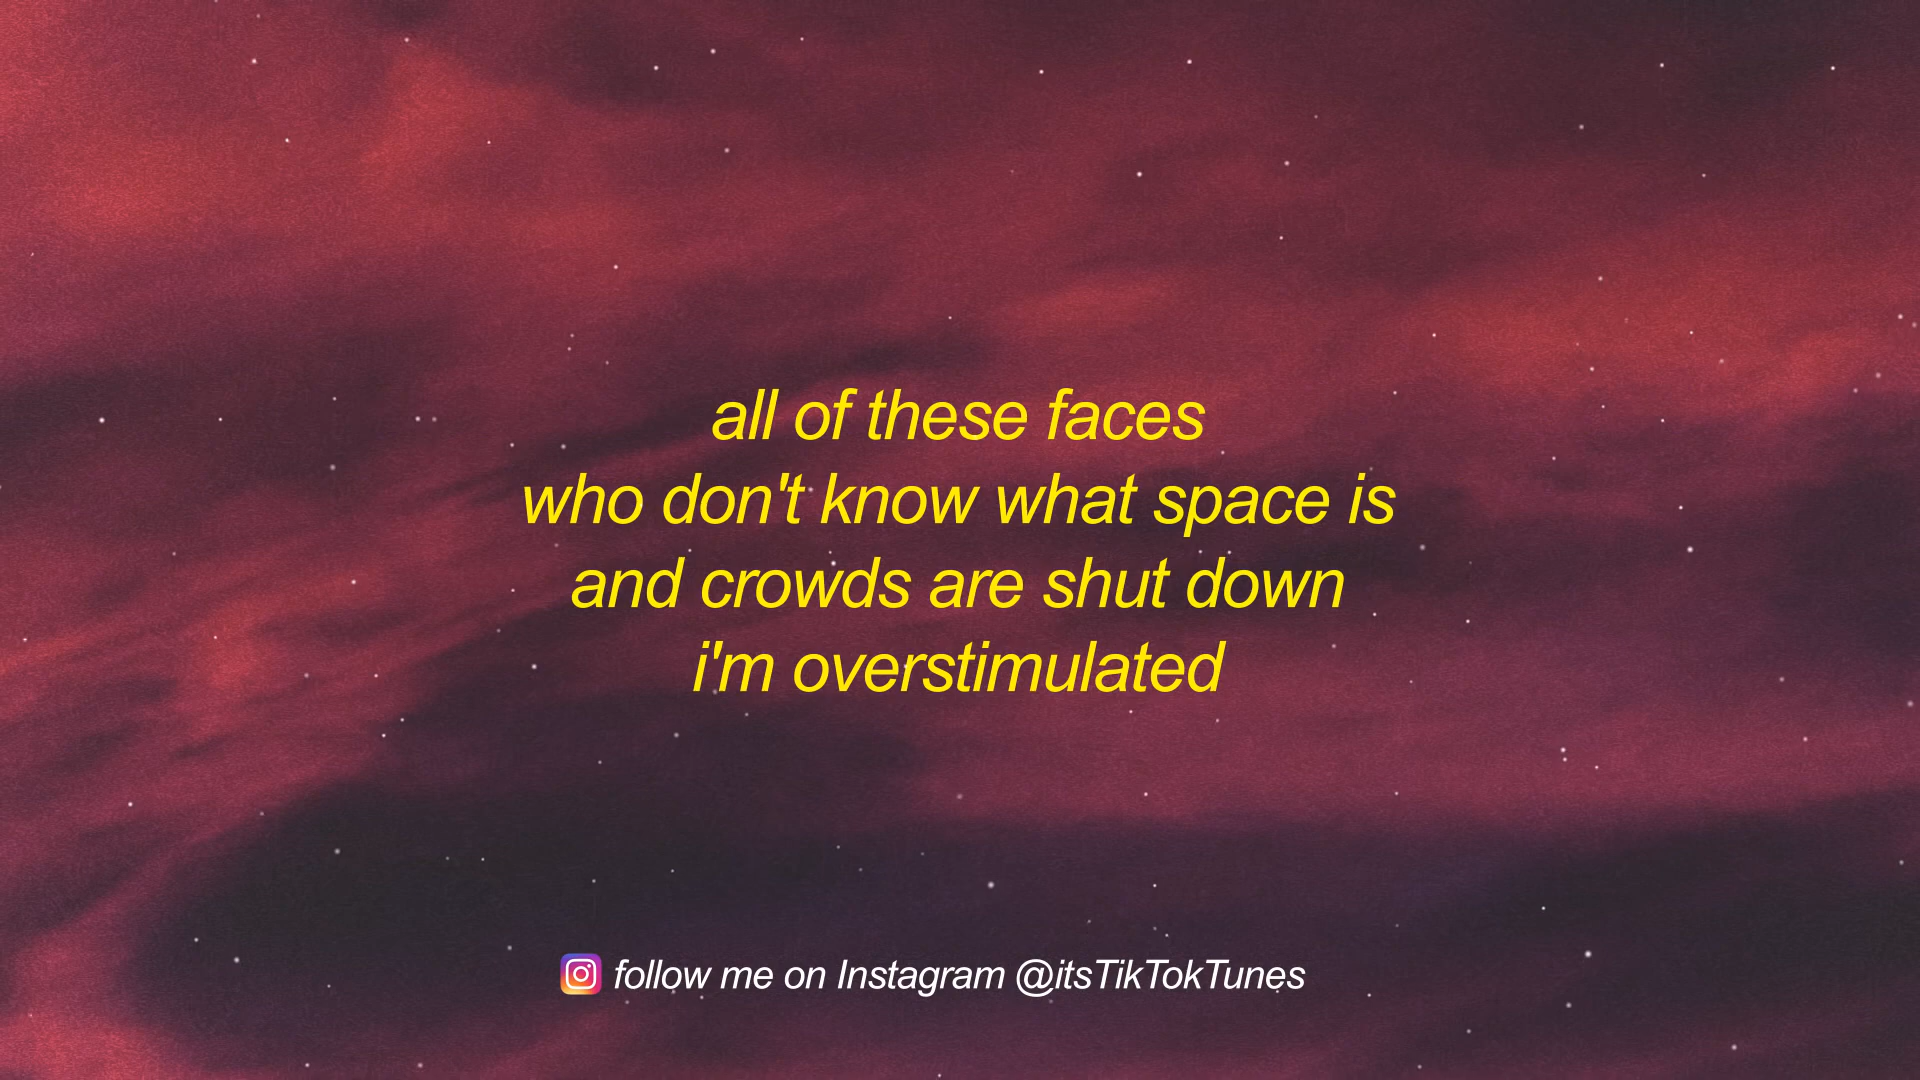 all of these faces
who don't know what space is
and crowds are shut down
i'm overstimulated
follow me on Instagram @itsTikTokTunes